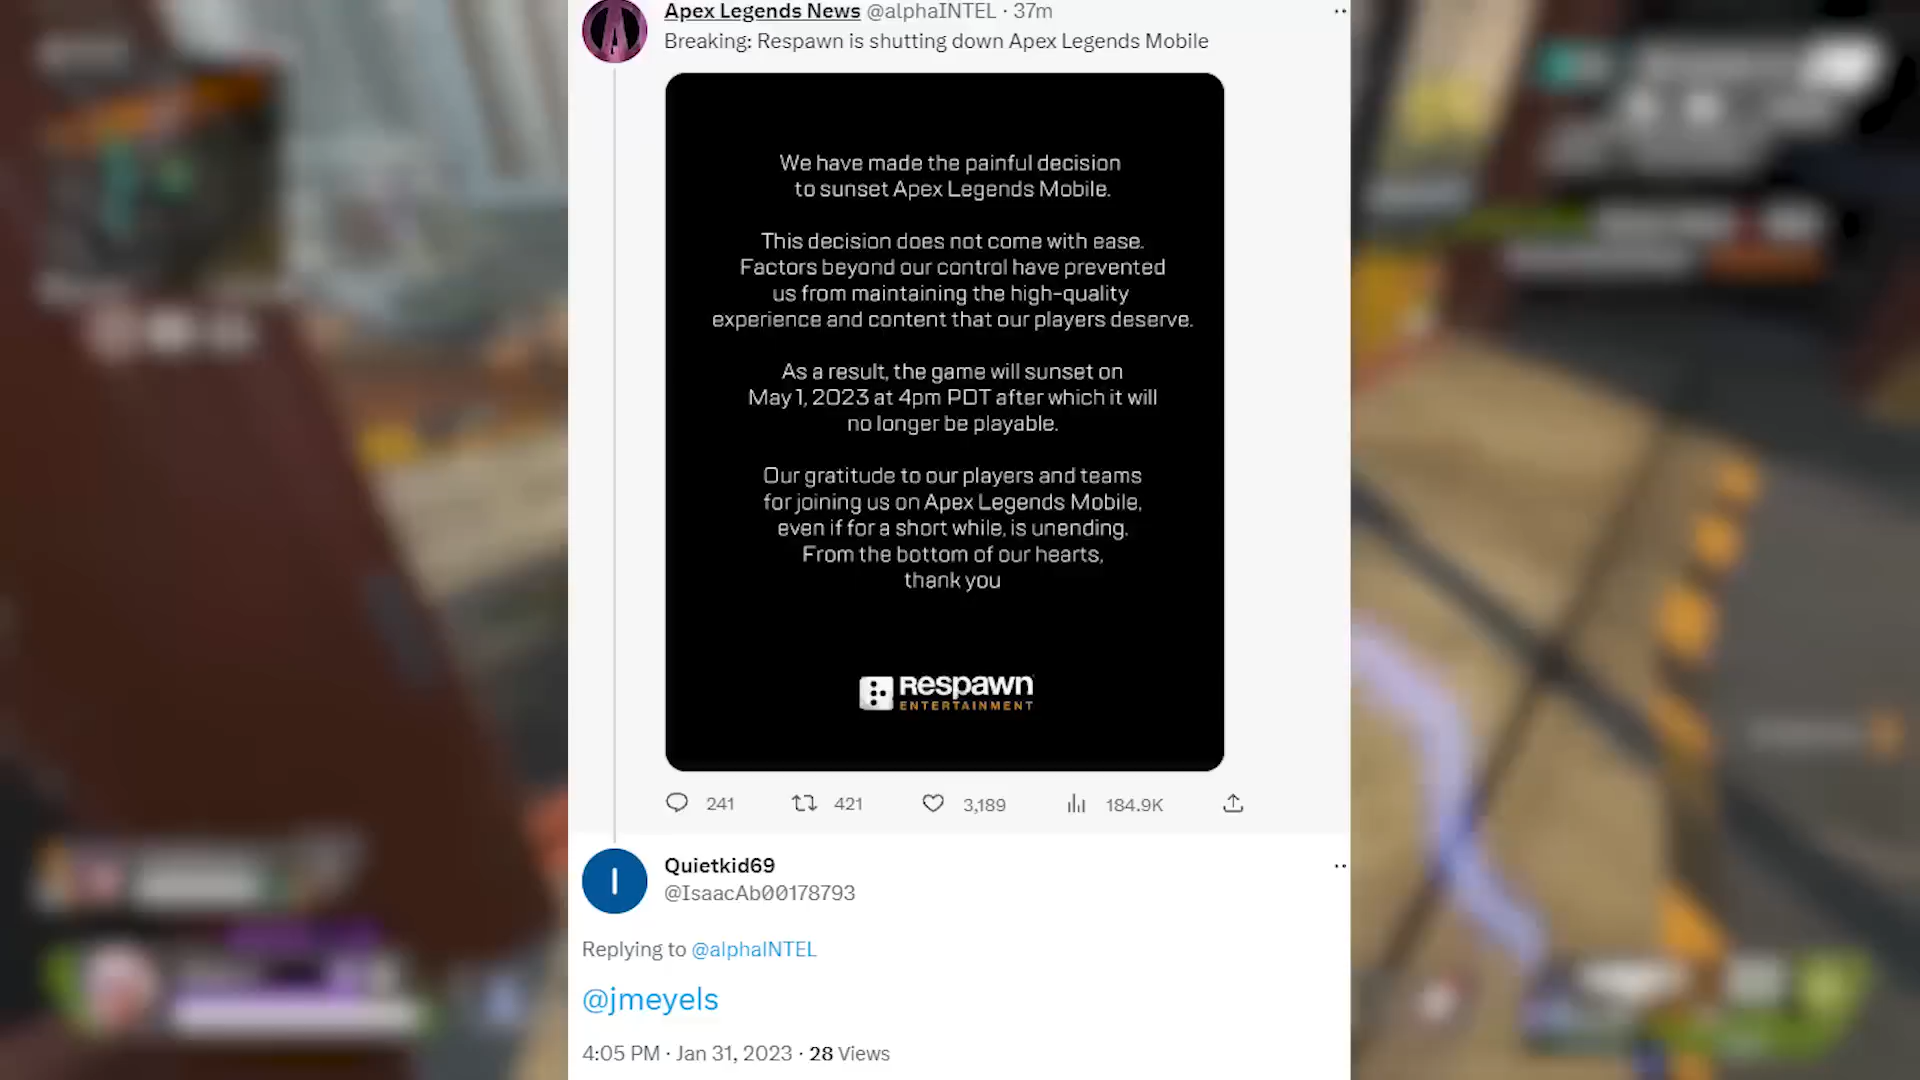 Apex Legends News @alphaINTEL · 37m
Breaking: Respawn is shutting down Apex Legends Mobile
We have made the painful decision
to sunset Apex Legends Mobile.
This decision does not come with ease.
Factors beyond our control have prevented
us from maintaining the high-quality
experience and content that our players deserve.
As a result, the game will sunset on
May 1, 2023 at 4pm PDT after which it will
no longer be playable.
Our gratitude to our players and teams
for joining us on Apex Legends Mobile,
even if for a short while, is unending.
From the bottom of our hearts,
thank you
Respawn
ENTERTAINMENT
241 421 3,189 184.9K
I
Quietkid69
@IsaacAb00178793
Replying to @alphaINTEL
@jmeyels
4:05 PM · Jan 31, 2023 · 28 Views